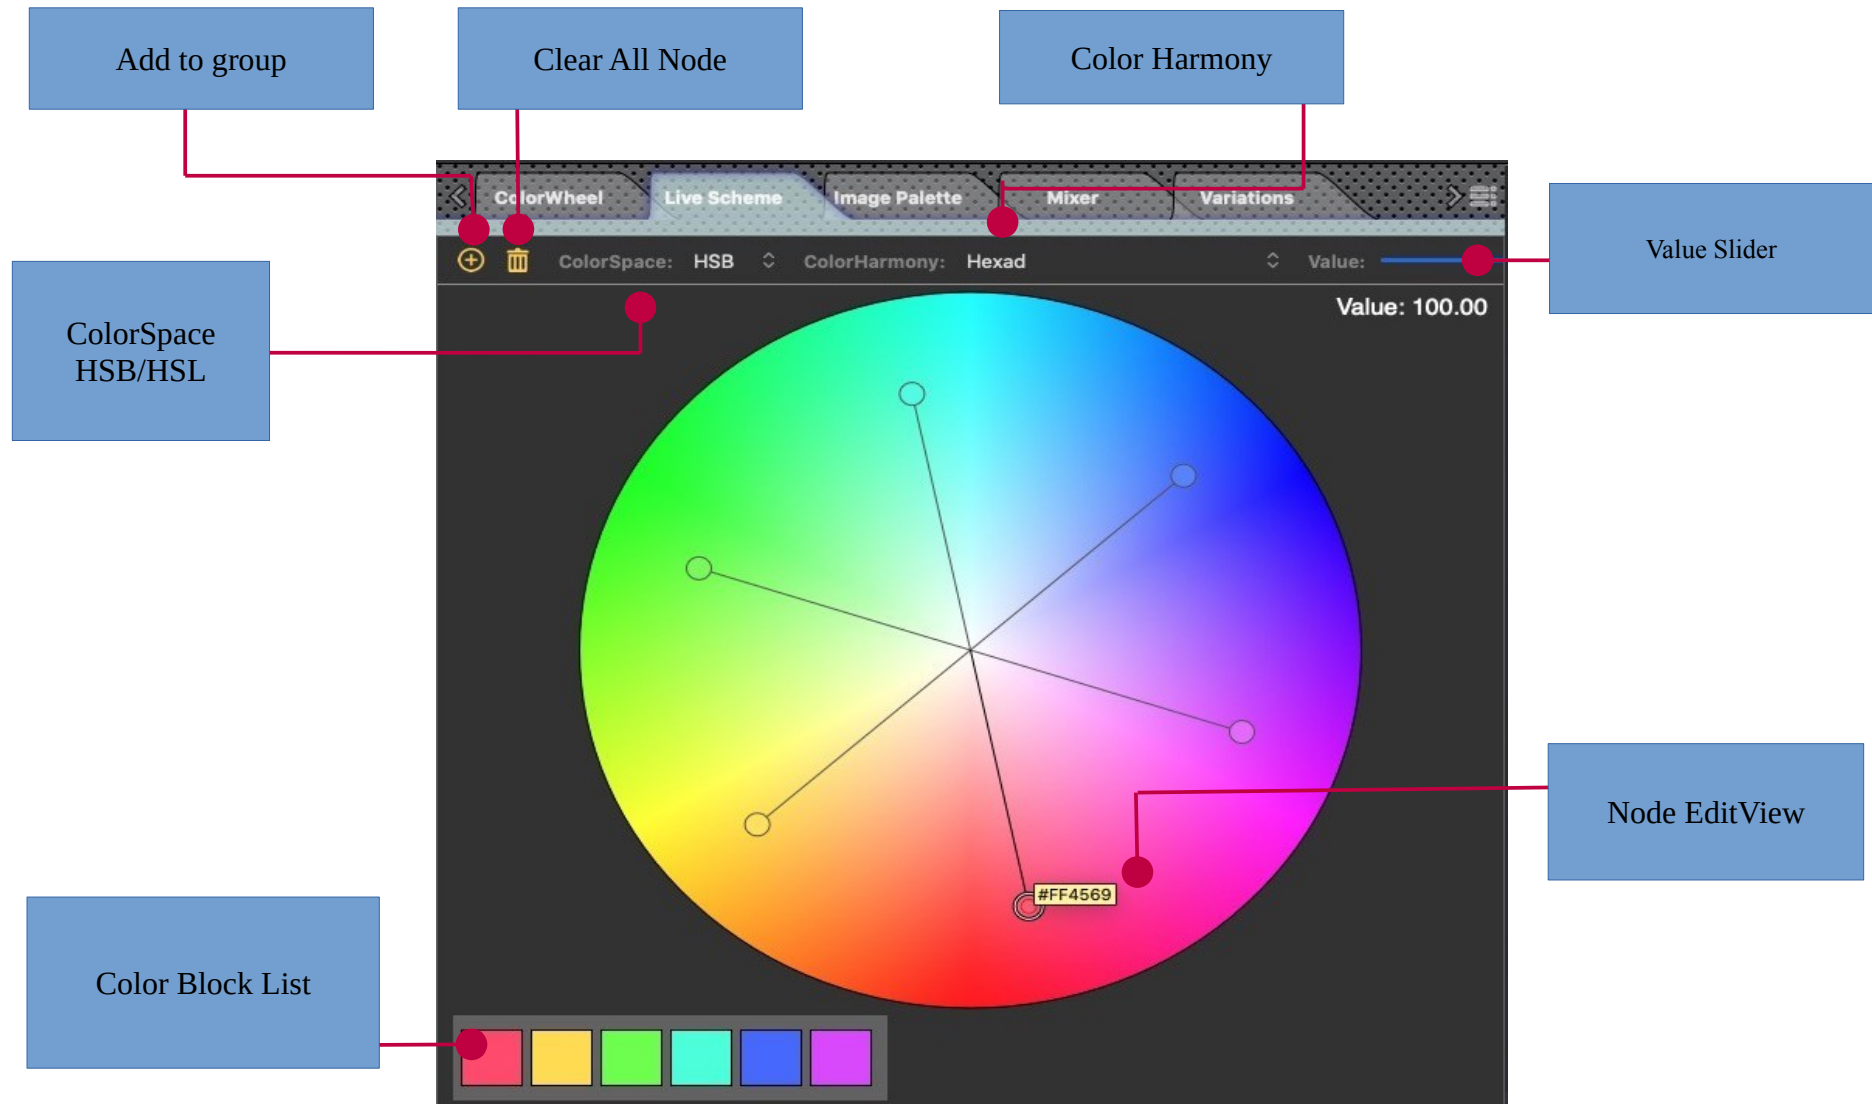 Add to group
Clear All Node
Color Harmony
ColorWheel
Live Scheme
Image Palette
Mixer
Variations
Value Slider
ColorSpace: HSB
ColorHarmony: Hexad
Value:
Value: 100.00
ColorSpace
HSB/HSL
Node EditView
#FF4569
Color Block List